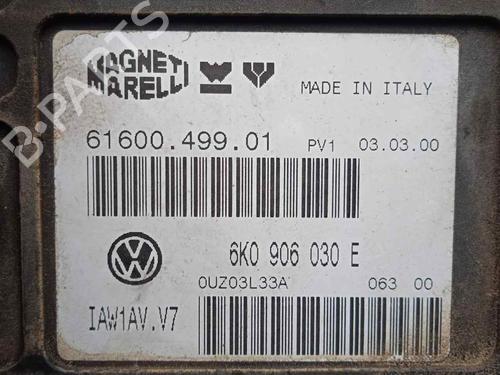 MAGNETI
MARELLI
MADE IN ITALY
61600.499.01 PV1 03.03.00
6K0 906 030 E
0UZ03L33A 063 00
IAW1AV.V7
B-PARTS